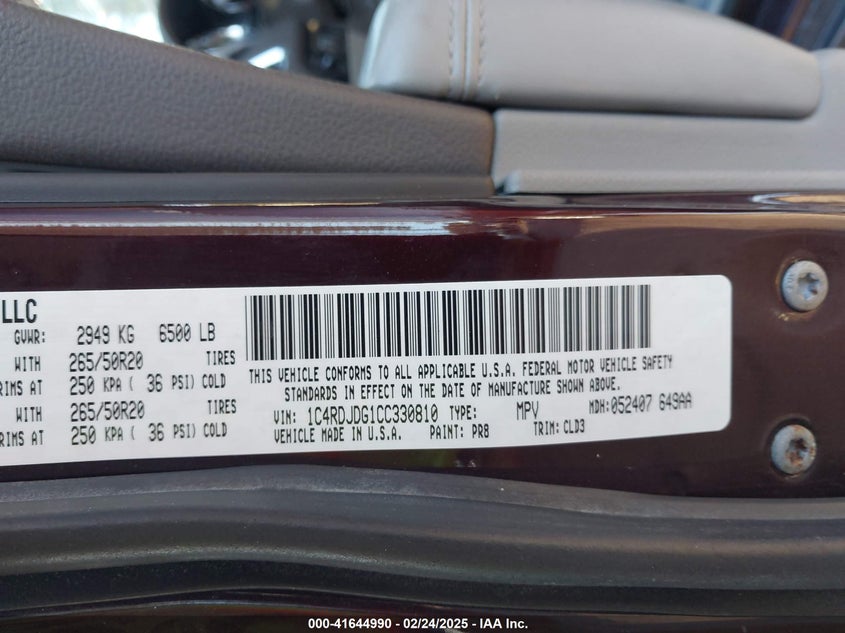 LLC
GVWR: 2949 KG 6500 LB
WITH 265/50R20 TIRES
RIMS AT 250 KPA ( 36 PSI) COLD
WITH 265/50R20 TIRES
RIMS AT 250 KPA ( 36 PSI) COLD
THIS VEHICLE CONFORMS TO ALL APPLICABLE U.S.A. FEDERAL MOTOR VEHICLE SAFETY
STANDARDS IN EFFECT ON THE DATE OF MANUFACTURE SHOWN ABOVE.
VIN: 1C4RDJDG1CC330810 TYPE: MPV MDH:052407 649AA
VEHICLE MADE IN U.S.A. PAINT: PR8 TRIM: CLD3
000-41644990 - 02/24/2025 - IAA Inc.